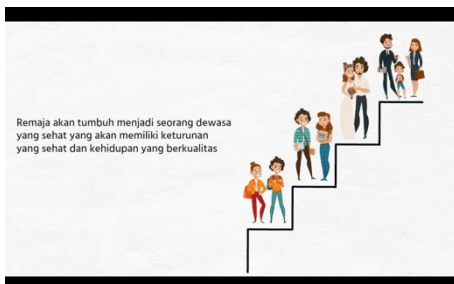 Remaja akan tumbuh menjadi seorang dewasa
yang sehat yang akan memiliki keturunan
yang sehat dan kehidupan yang berkualitas